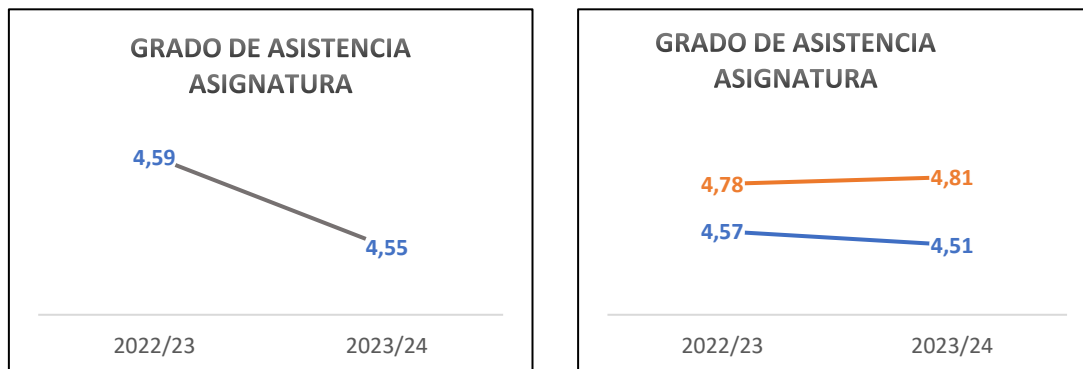 GRADO DE ASISTENCIA
ASIGNATURA
4,59
4,55
2022/23 2023/24
GRADO DE ASISTENCIA
ASIGNATURA
4,78 4,81
4,57 4,51
2022/23 2023/24